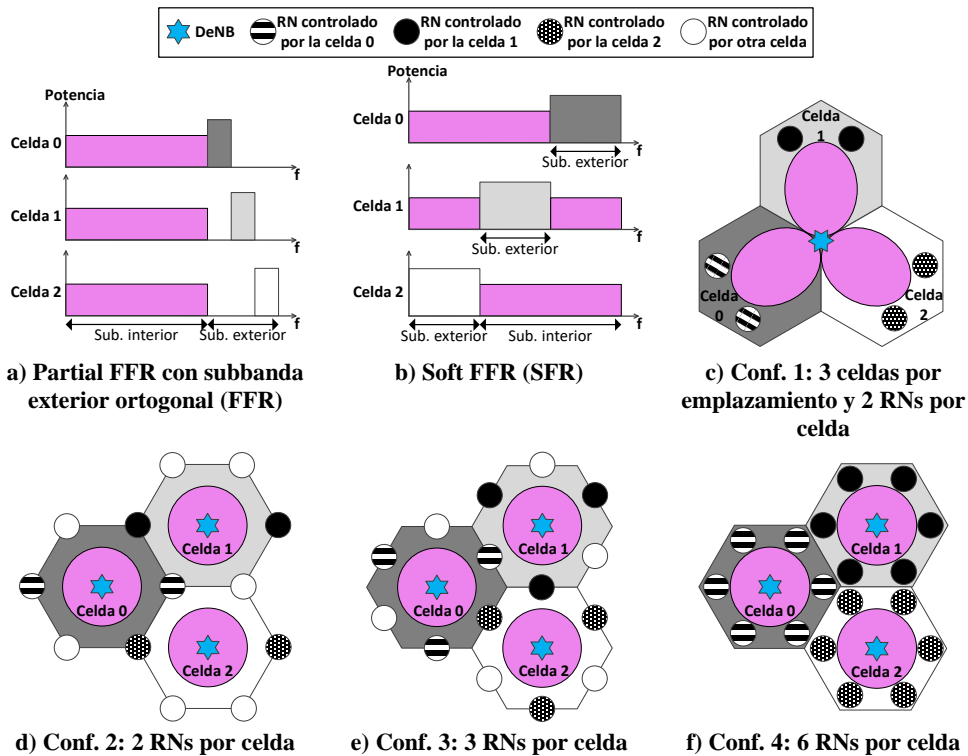 DeNB
RN controlado por la celda 0
RN controlado por la celda 1
RN controlado por la celda 2
RN controlado por otra celda
Potencia
Celda 0
f
Celda 1
f
Celda 2
f
Sub. interior
Sub. exterior
a) Partial FFR con subbanda
exterior ortogonal (FFR)
Potencia
Celda 0
f
Sub. exterior
Celda 1
f
Sub. exterior
Celda 2
f
Sub. exterior
Sub. interior
b) Soft FFR (SFR)
Celda
1
Celda
0
Celda
2
c) Conf. 1: 3 celdas por
emplazamiento y 2 RNs por
celda
Celda 1
Celda 0
Celda 2
d) Conf. 2: 2 RNs por celda
Celda 1
Celda 0
Celda 2
e) Conf. 3: 3 RNs por celda
Celda 1
Celda 0
Celda 2
f) Conf. 4: 6 RNs por celda